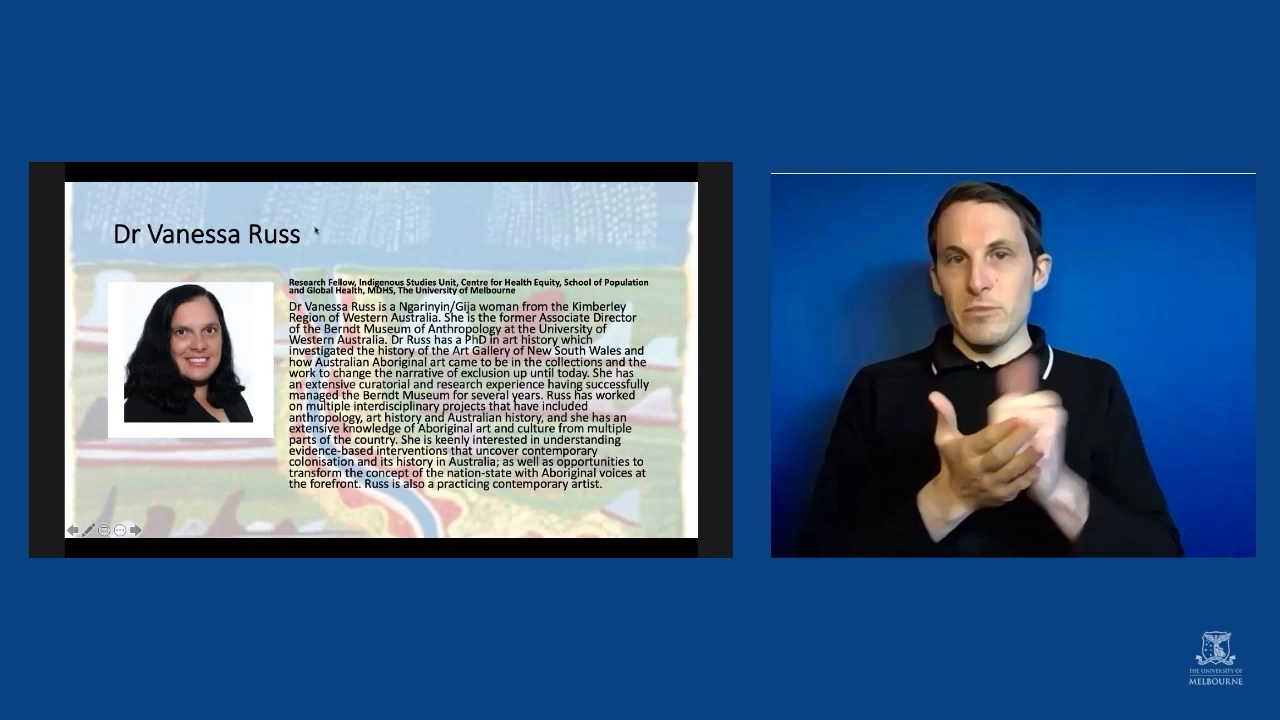 Dr Vanessa Russ
Research Fellow, Indigenous Studies Unit, Centre for Health Equity, School of Population
and Global Health, MDHS, The University of Melbourne
Dr Vanessa Russ is a Ngarinyin/Gija woman from the Kimberley
Region of Western Australia. She is the former Associate Director
of the Berndt Museum of Anthropology at the University of
Western Australia. Dr Russ has a PhD in art history which
investigated the history of the Art Gallery of New South Wales and
how Australian Aboriginal art came to be in the collections and the
work to change the narrative of exclusion up until today. She has
an extensive curatorial and research experience having successfully
managed the Berndt Museum for several years. Russ has worked
on multiple interdisciplinary projects that have included
anthropology, art history and Australian history, and she has an
extensive knowledge of Aboriginal art and culture from multiple
parts of the country. She is keenly interested in understanding
evidence-based interventions that uncover contemporary
colonisation and its history in Australia; as well as opportunities to
transform the concept of the nation-state with Aboriginal voices at
the forefront. Russ is also a practicing contemporary artist.
THE UNIVERSITY OF
MELBOURNE